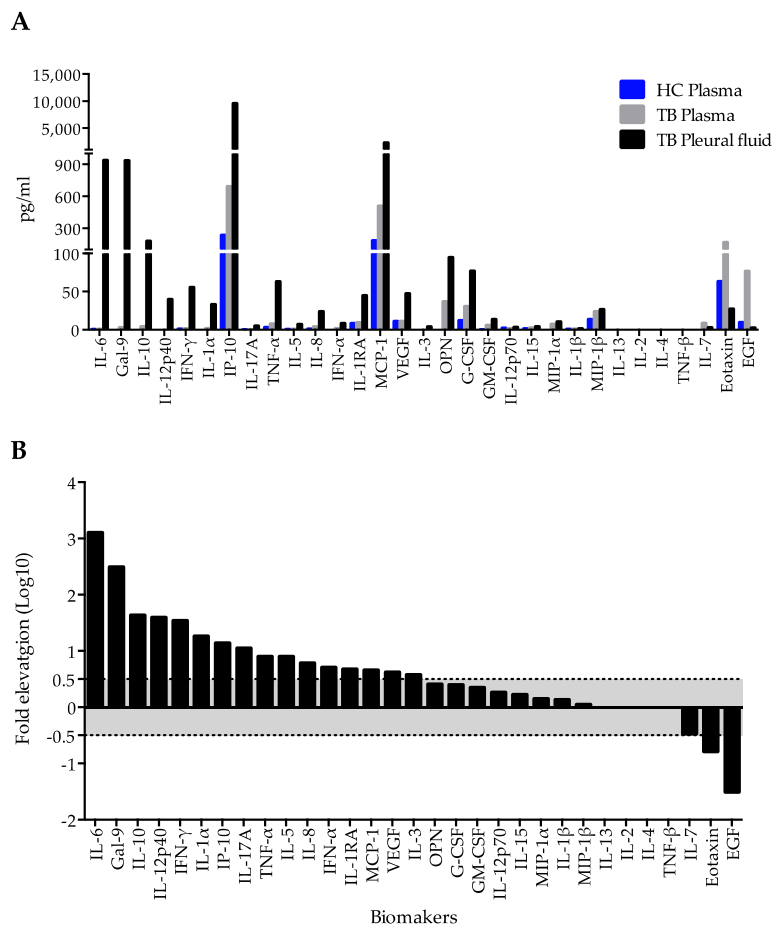 A
15,000
10,000
5,000
900
600
300
100
50
0
pg/ml
HC Plasma
TB Plasma
TB Pleural fluid
IL-6
Gal-9
IL-10
IL-12p40
IFN-γ
IL-1α
IP-10
IL-17A
TNF-α
IL-5
IL-8
IFN-α
IL-1RA
MCP-1
VEGF
IL-3
OPN
G-CSF
GM-CSF
IL-12p70
IL-15
MIP-1α
IL-1β
MIP-1β
IL-13
IL-2
IL-4
TNF-β
IL-7
Eotaxin
EGF
B
4
3
2
1
0.5
0
-0.5
-1
-2
Fold elevatgion (Log10)
IL-6
Gal-9
IL-10
IL-12p40
IFN-γ
IL-1α
IP-10
IL-17A
TNF-α
IL-5
IL-8
IFN-α
IL-1RA
MCP-1
VEGF
IL-3
OPN
G-CSF
GM-CSF
IL-12p70
IL-15
MIP-1α
IL-1β
MIP-1β
IL-13
IL-2
IL-4
TNF-β
IL-7
Eotaxin
EGF
Biomakers